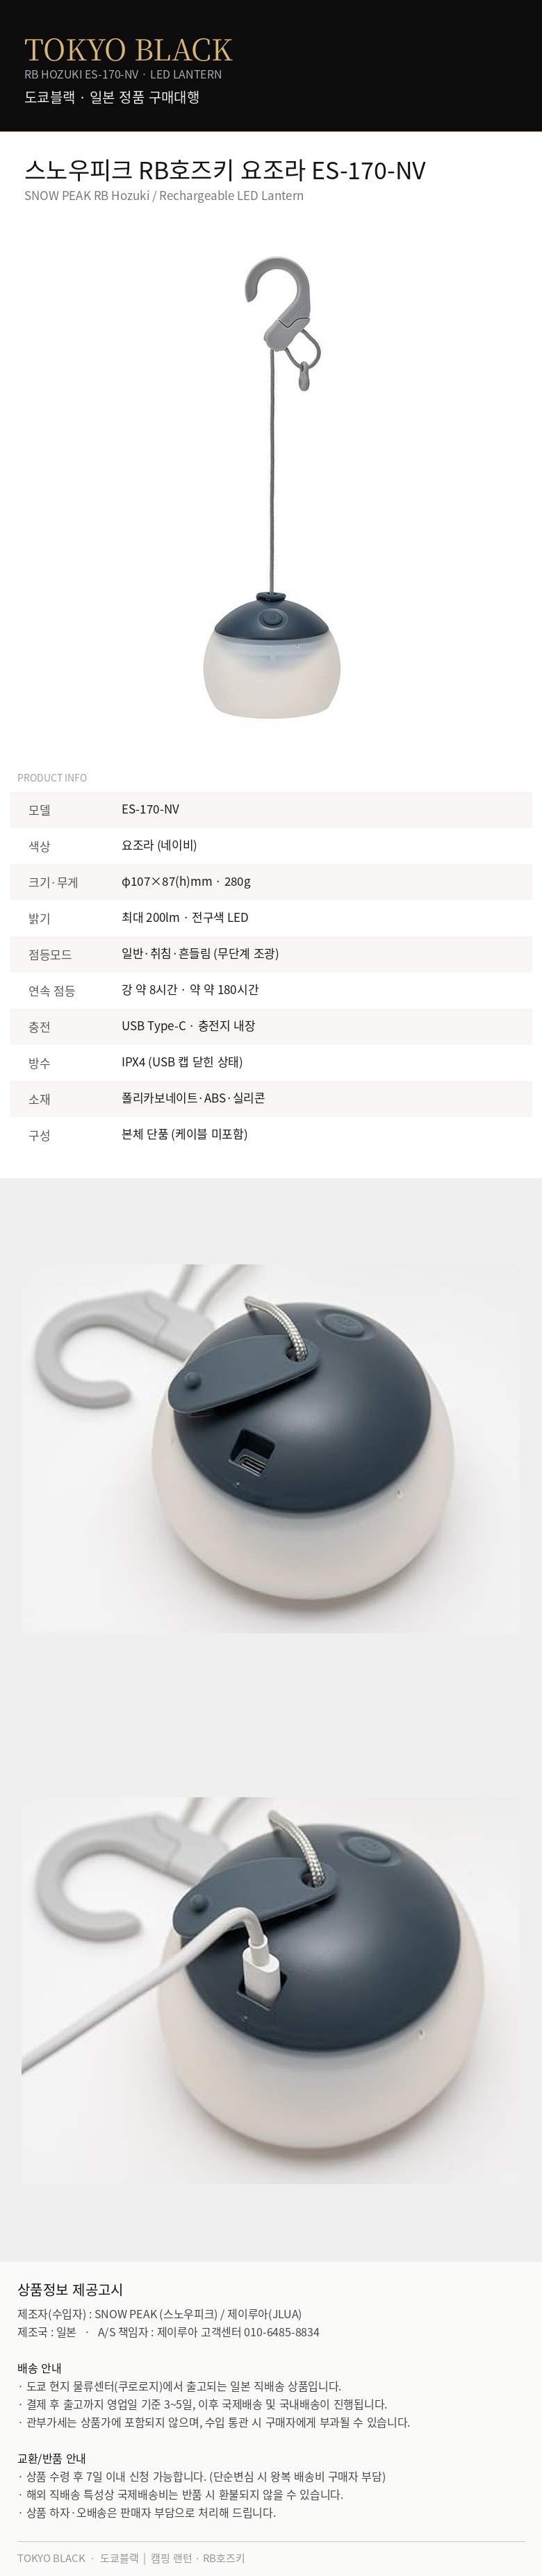 TOKYO BLACK
RB HOZUKI ES-170-NV · LED LANTERN
도쿄블랙 · 일본 정품 구매대행
스노우피크 RB호즈키 요조라 ES-170-NV
SNOW PEAK RB Hozuki / Rechargeable LED Lantern
PRODUCT INFO
모델 ES-170-NV
색상 요조라 (네이비)
크기·무게 φ107×87(h)mm · 280g
밝기 최대 200lm · 전구색 LED
점등모드 일반·취침·흔들림 (무단계 조광)
연속 점등 강 약 8시간 · 약 약 180시간
충전 USB Type-C · 충전지 내장
방수 IPX4 (USB 캡 닫힌 상태)
소재 폴리카보네이트·ABS·실리콘
구성 본체 단품 (케이블 미포함)
상품정보 제공고시
제조자(수입자) : SNOW PEAK (스노우피크) / 제이루아(JLUA)
제조국 : 일본 · A/S 책임자 : 제이루아 고객센터 010-6485-8834
배송 안내
· 도쿄 현지 물류센터(쿠로로지)에서 출고되는 일본 직배송 상품입니다.
· 결제 후 출고까지 영업일 기준 3~5일, 이후 국제배송 및 국내배송이 진행됩니다.
· 관부가세는 상품가에 포함되지 않으며, 수입 통관 시 구매자에게 부과될 수 있습니다.
교환/반품 안내
· 상품 수령 후 7일 이내 신청 가능합니다. (단순변심 시 왕복 배송비 구매자 부담)
· 해외 직배송 특성상 국제배송비는 반품 시 환불되지 않을 수 있습니다.
· 상품 하자·오배송은 판매자 부담으로 처리해 드립니다.
TOKYO BLACK · 도쿄블랙 | 캠핑 랜턴 · RB호즈키